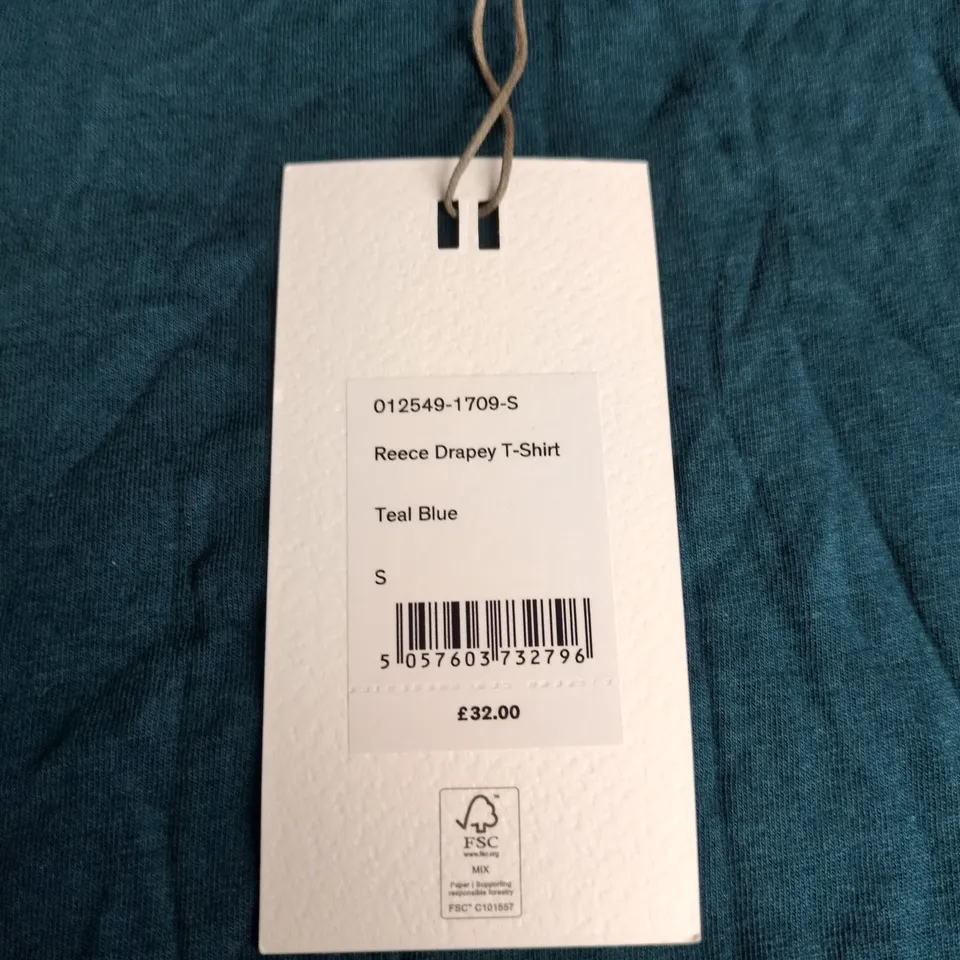 012549-1709-S
Reece Drapey T-Shirt
Teal Blue
S
5 057603 732796
£32.00
FSC
www.fsc.org
MIX
Paper | Supporting
responsible forestry
FSC™ C101557